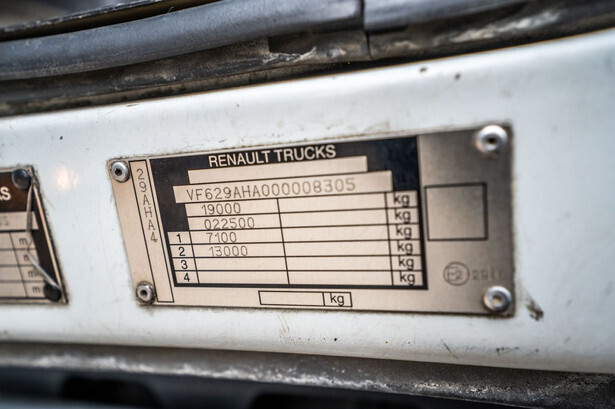 RENAULT TRUCKS
29AHA4
VF629AHA000008305
19000 kg
022500 kg
1 7100 kg
2 13000 kg
3 kg
4 kg
kg
m
m
m
m